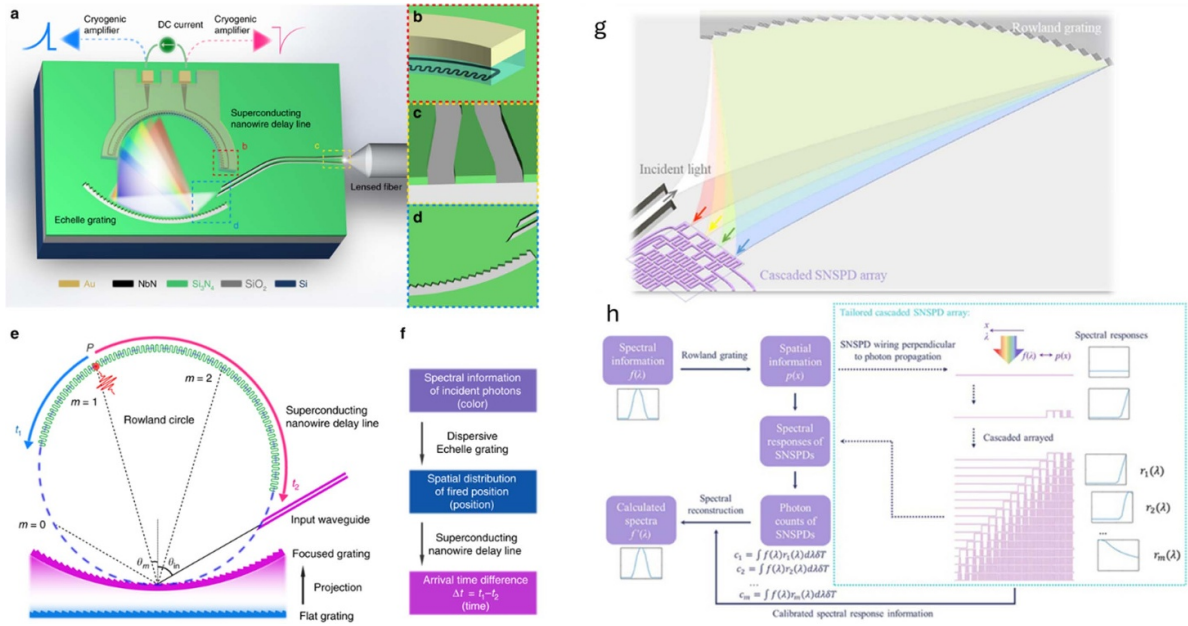 a
Cryogenic
amplifier
DC current
Cryogenic
amplifier
Superconducting
nanowire delay line
b
c
Lensed fiber
Echelle grating
d
Au
NbN
Si₃N₄
SiO₂
Si
b
c
d
e
P
m = 2
m = 1
Rowland circle
Superconducting
nanowire delay line
t₁
t₂
Input waveguide
m = 0
θₘ
θᵢₙ
Focused grating
Projection
Flat grating
f
Spectral information
of incident photons
(color)
Dispersive
Echelle grating
Spatial distribution
of fired position
(position)
Superconducting
nanowire delay line
Arrival time difference
Δt = t₁–t₂
(time)
g
Rowland grating
Incident light
Cascaded SNSPD array
h
Spectral
information
f(λ)
Rowland grating
Spatial
information
p(x)
Spectral
responses of
SNSPDs
Calculated
spectra
f′(λ)
Spectral
reconstruction
Photon
counts of
SNSPDs
c₁ = ∫ f(λ)r₁(λ)dλδT
c₂ = ∫ f(λ)r₂(λ)dλδT
...
cₘ = ∫ f(λ)rₘ(λ)dλδT
Calibrated spectral response information
Tailored cascaded SNSPD array:
SNSPD wiring perpendicular
to photon propagation
x
λ
f(λ) ↔ p(x)
Spectral responses
Cascaded arrayed
r₁(λ)
r₂(λ)
...
rₘ(λ)